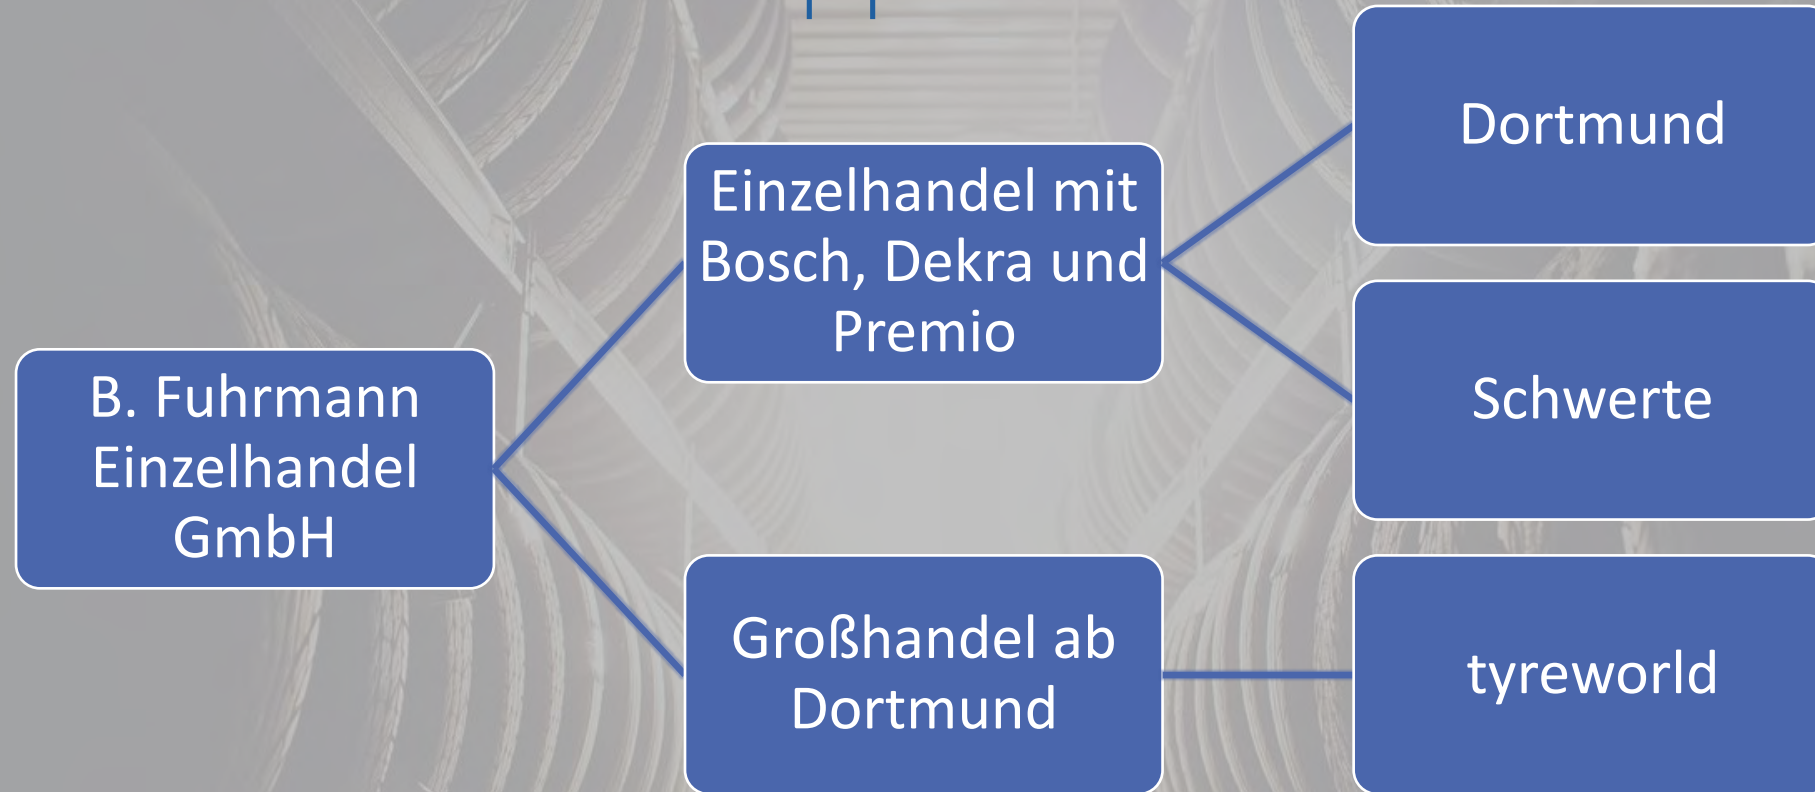 B. Fuhrmann
Einzelhandel
GmbH
Einzelhandel mit
Bosch, Dekra und
Premio
Großhandel ab
Dortmund
Dortmund
Schwerte
tyreworld